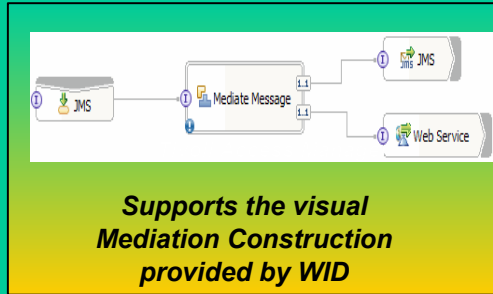 JMS
I
JMS
I
I
Mediate Message
1..1
1..1
I
Web Service
Supports the visual
Mediation Construction
provided by WID